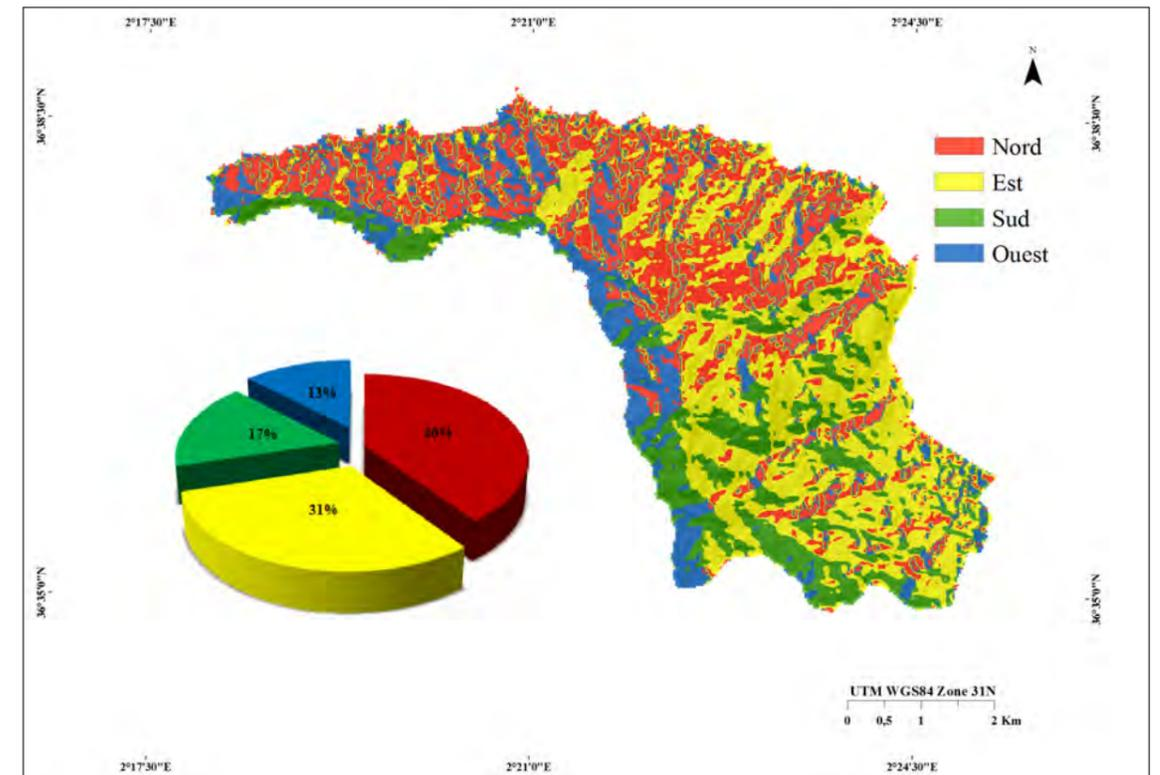 2°17'30"E
2°21'0"E
2°24'30"E
N
36°38'30"N
36°38'30"N
Nord
Est
Sud
Ouest
13%
17%
31%
36°35'0"N
36°35'0"N
UTM WGS84 Zone 31N
0 0,5 1 2 Km
2°17'30"E
2°21'0"E
2°24'30"E